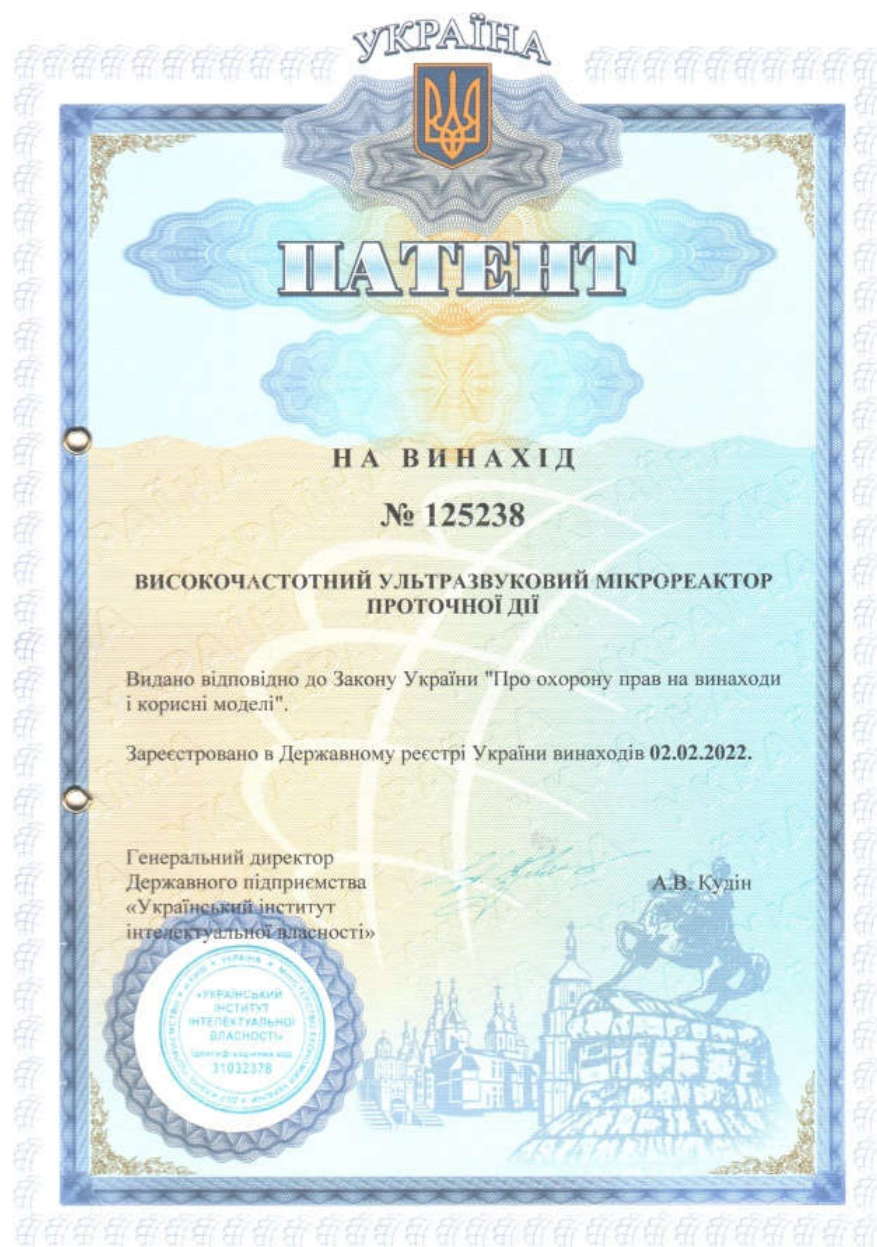 УКРАЇНА
ПАТЕНТ
НА ВИНАХІД
№ 125238
ВИСОКОЧАСТОТНИЙ УЛЬТРАЗВУКОВИЙ МІКРОРЕАКТОР
ПРОТОЧНОЇ ДІЇ
Видано відповідно до Закону України "Про охорону прав на винаходи
і корисні моделі".
Зареєстровано в Державному реєстрі України винаходів 02.02.2022.
Генеральний директор
Державного підприємства
«Український інститут
інтелектуальної власності»
А.В. Кудін
«УКРАЇНСЬКИЙ
ІНСТИТУТ
ІНТЕЛЕКТУАЛЬНОЇ
ВЛАСНОСТІ»
Ідентифікаційний код
31032378